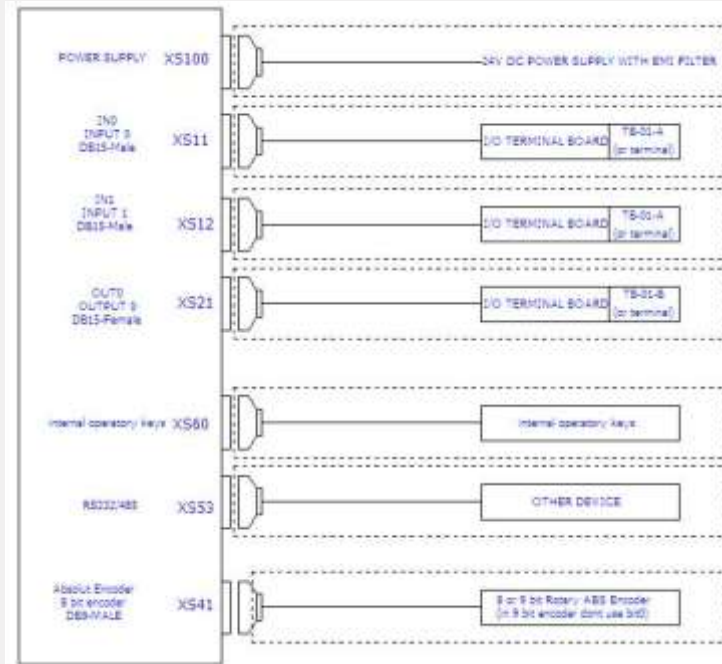 POWER SUPPLY XS100 24V DC POWER SUPPLY WITH EMI FILTER
IN0
INPUT 0
DB15-Male
XS11
I/O TERMINAL BOARD
TB-01-A
(or terminal)
IN1
INPUT 1
DB15-Male
XS12
I/O TERMINAL BOARD
TB-01-A
(or terminal)
OUT0
OUTPUT 0
DB15-Female
XS21
I/O TERMINAL BOARD
TB-01-B
(or terminal)
Internal operatory keys XS60 Internal operatory keys
RS232/485 XS53 OTHER DEVICE
Absolut Encoder
9 bit encoder
DB9-MALE
XS41
8 or 9 bit Rotary ABS Encoder
(in 9 bit encoder dont use bit0)